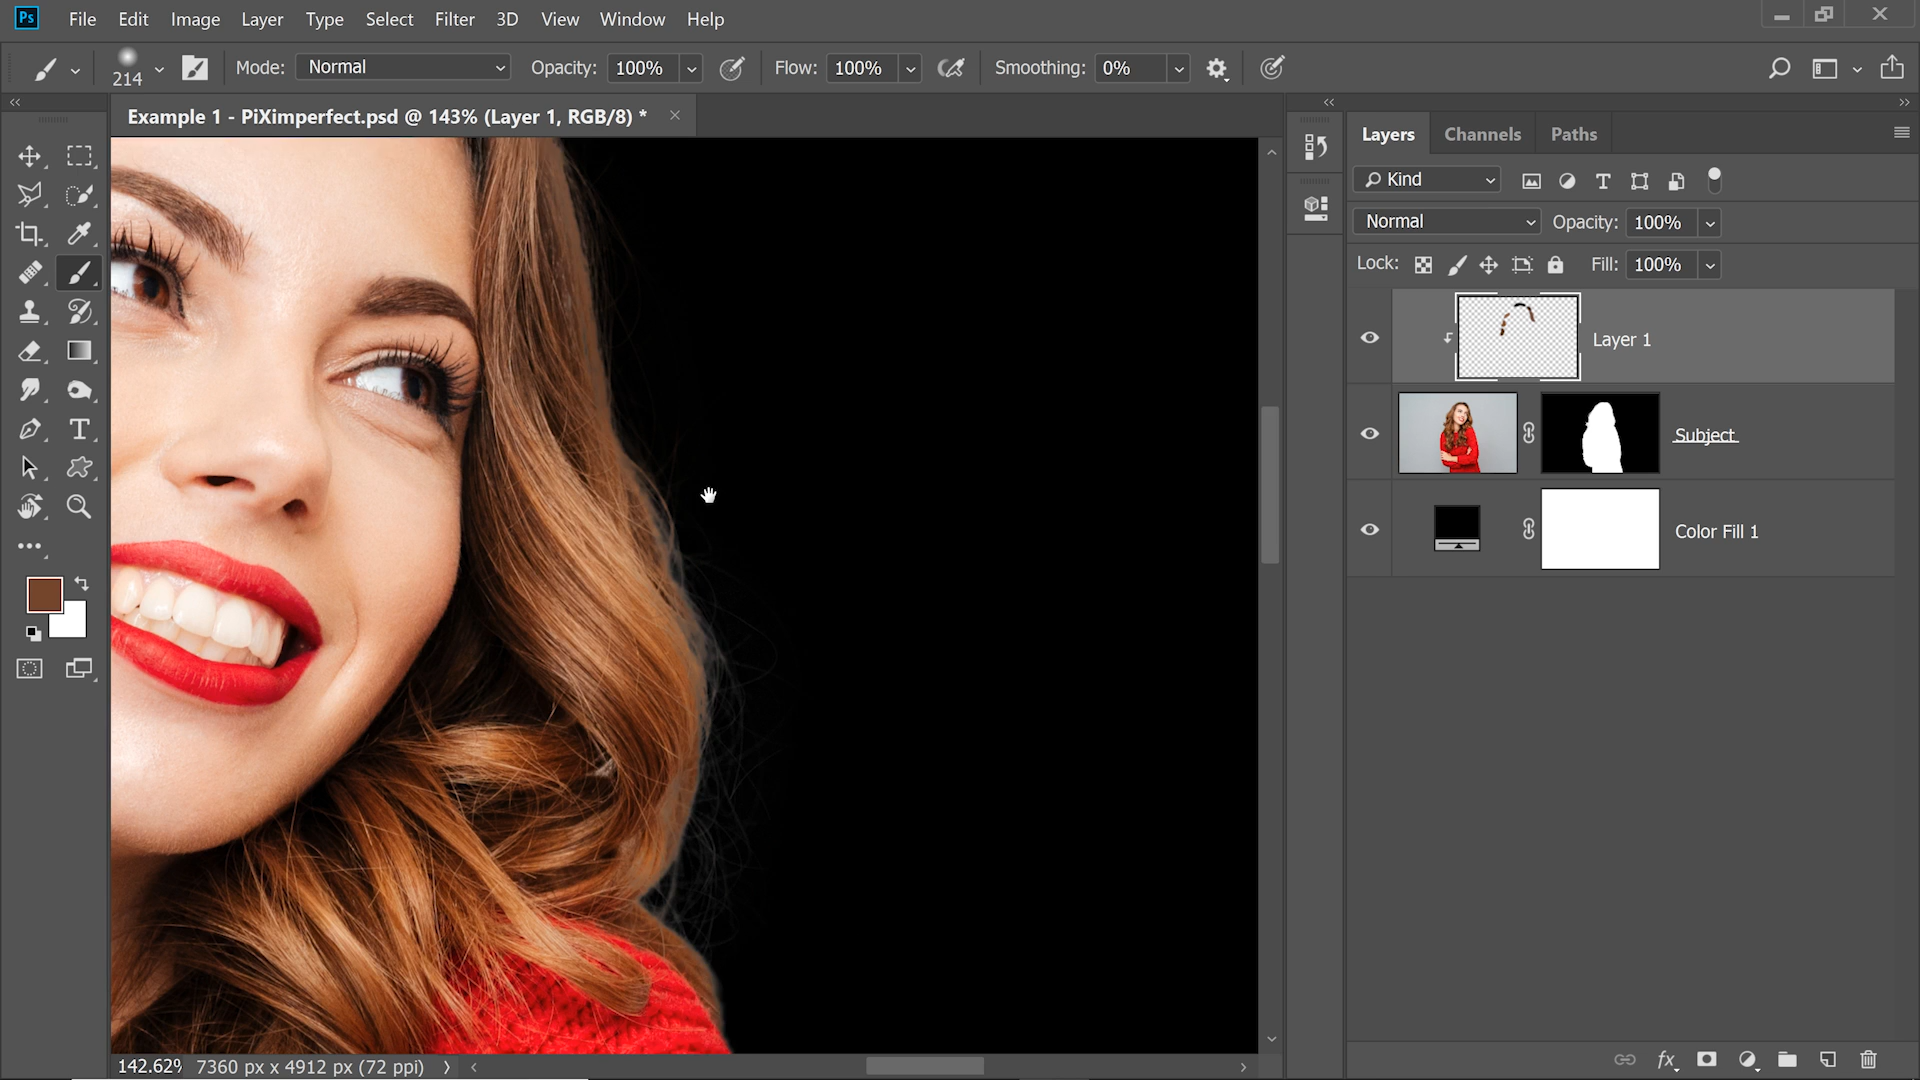 Ps File Edit Image Layer Type Select Filter 3D View Window Help
214 Mode: Normal Opacity: 100% Flow: 100% Smoothing: 0%
Example 1 - PiXimperfect.psd @ 143% (Layer 1, RGB/8) *
Layers Channels Paths
Kind
Normal Opacity: 100%
Lock: Fill: 100%
Layer 1
Subject
Color Fill 1
fx
142.62% 7360 px x 4912 px (72 ppi)